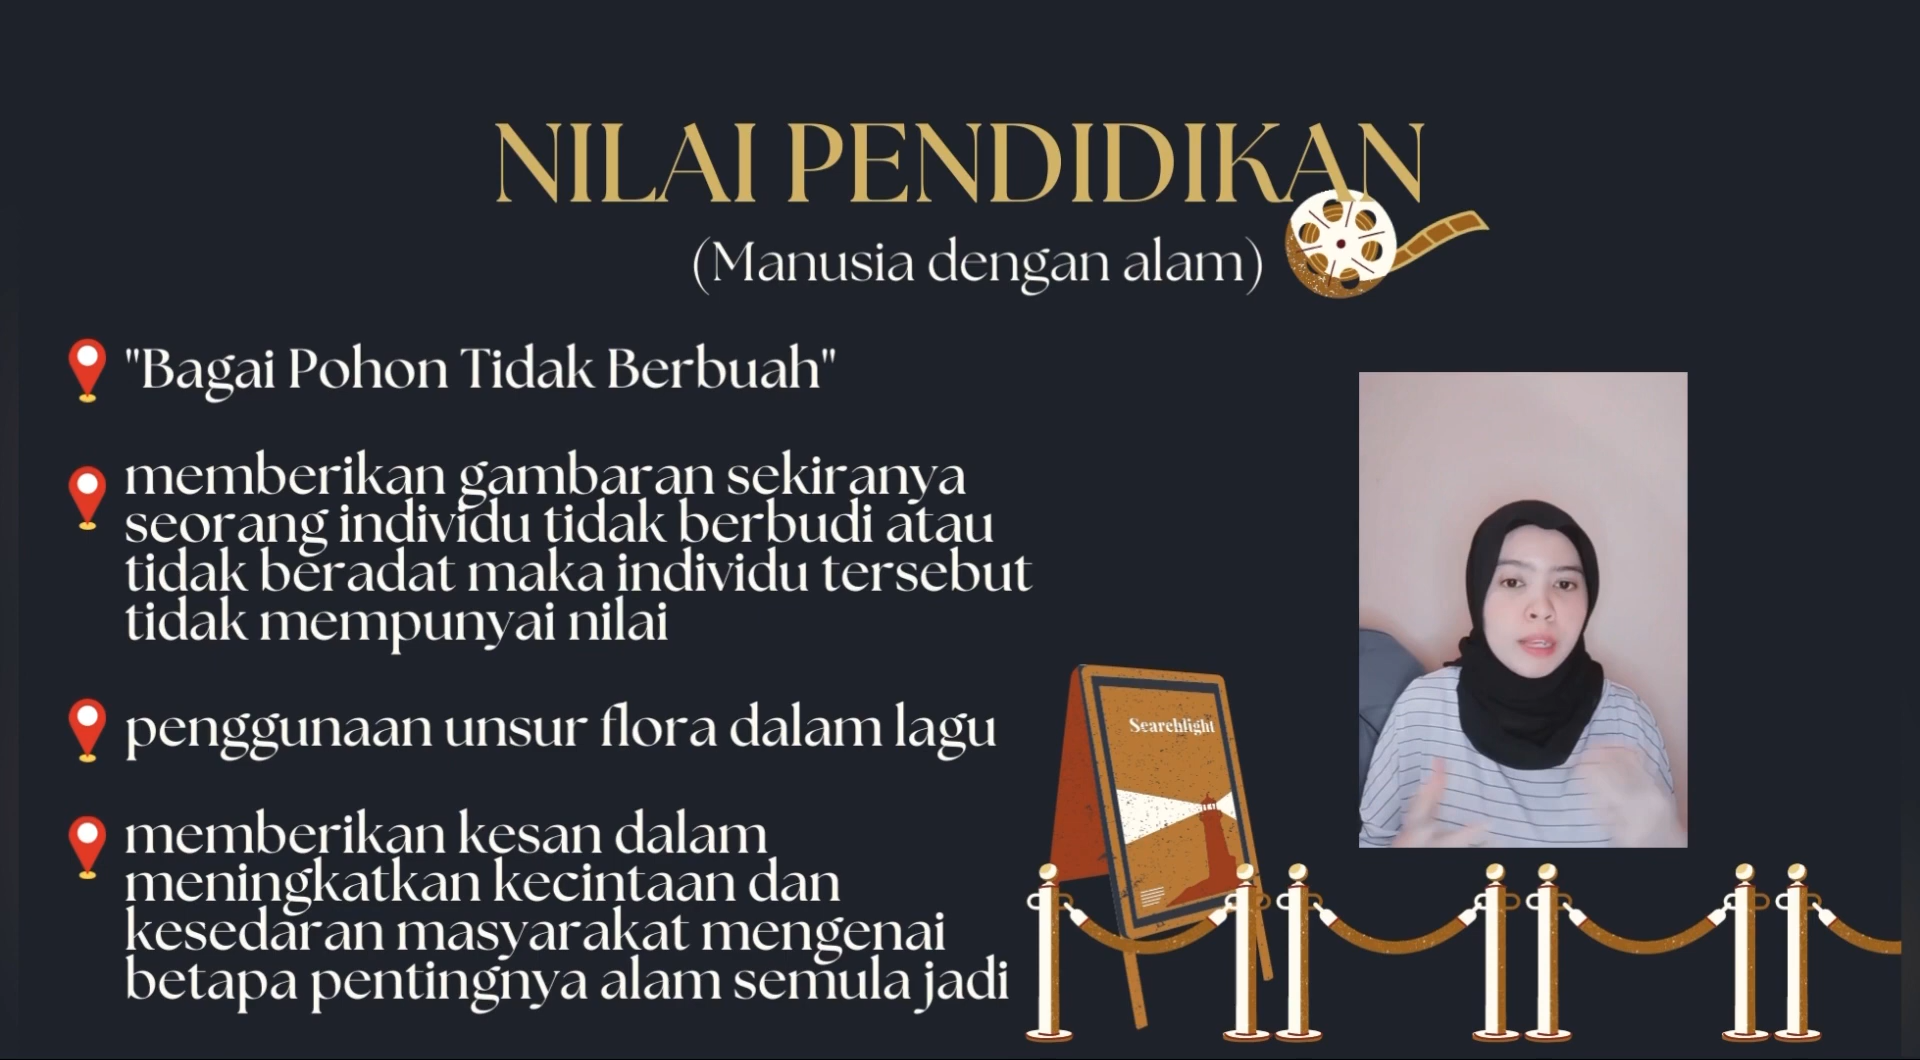 NILAI PENDIDIKAN
(Manusia dengan alam)
"Bagai Pohon Tidak Berbuah"
memberikan gambaran sekiranya
seorang individu tidak berbudi atau
tidak beradat maka individu tersebut
tidak mempunyai nilai
penggunaan unsur flora dalam lagu
memberikan kesan dalam
meningkatkan kecintaan dan
kesedaran masyarakat mengenai
betapa pentingnya alam semula jadi
Searchlight